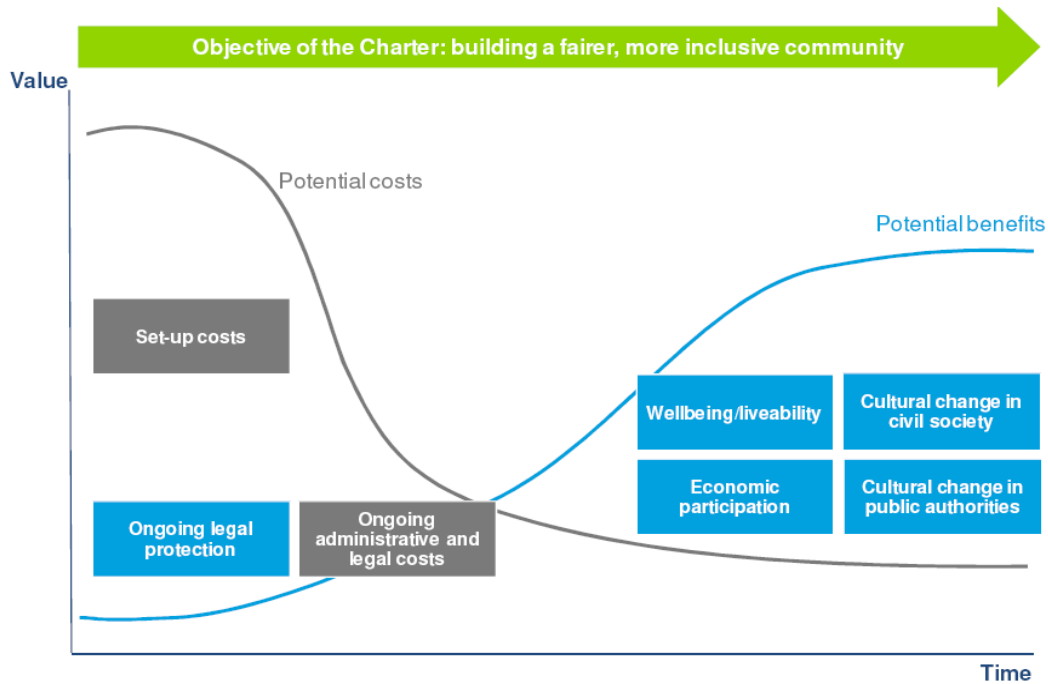 Objective of the Charter: building a fairer, more inclusive community
Value
Potential costs
Potential benefits
Set-up costs
Wellbeing/liveability
Cultural change in
civil society
Economic
participation
Cultural change in
public authorities
Ongoing legal
protection
Ongoing
administrative and
legal costs
Time